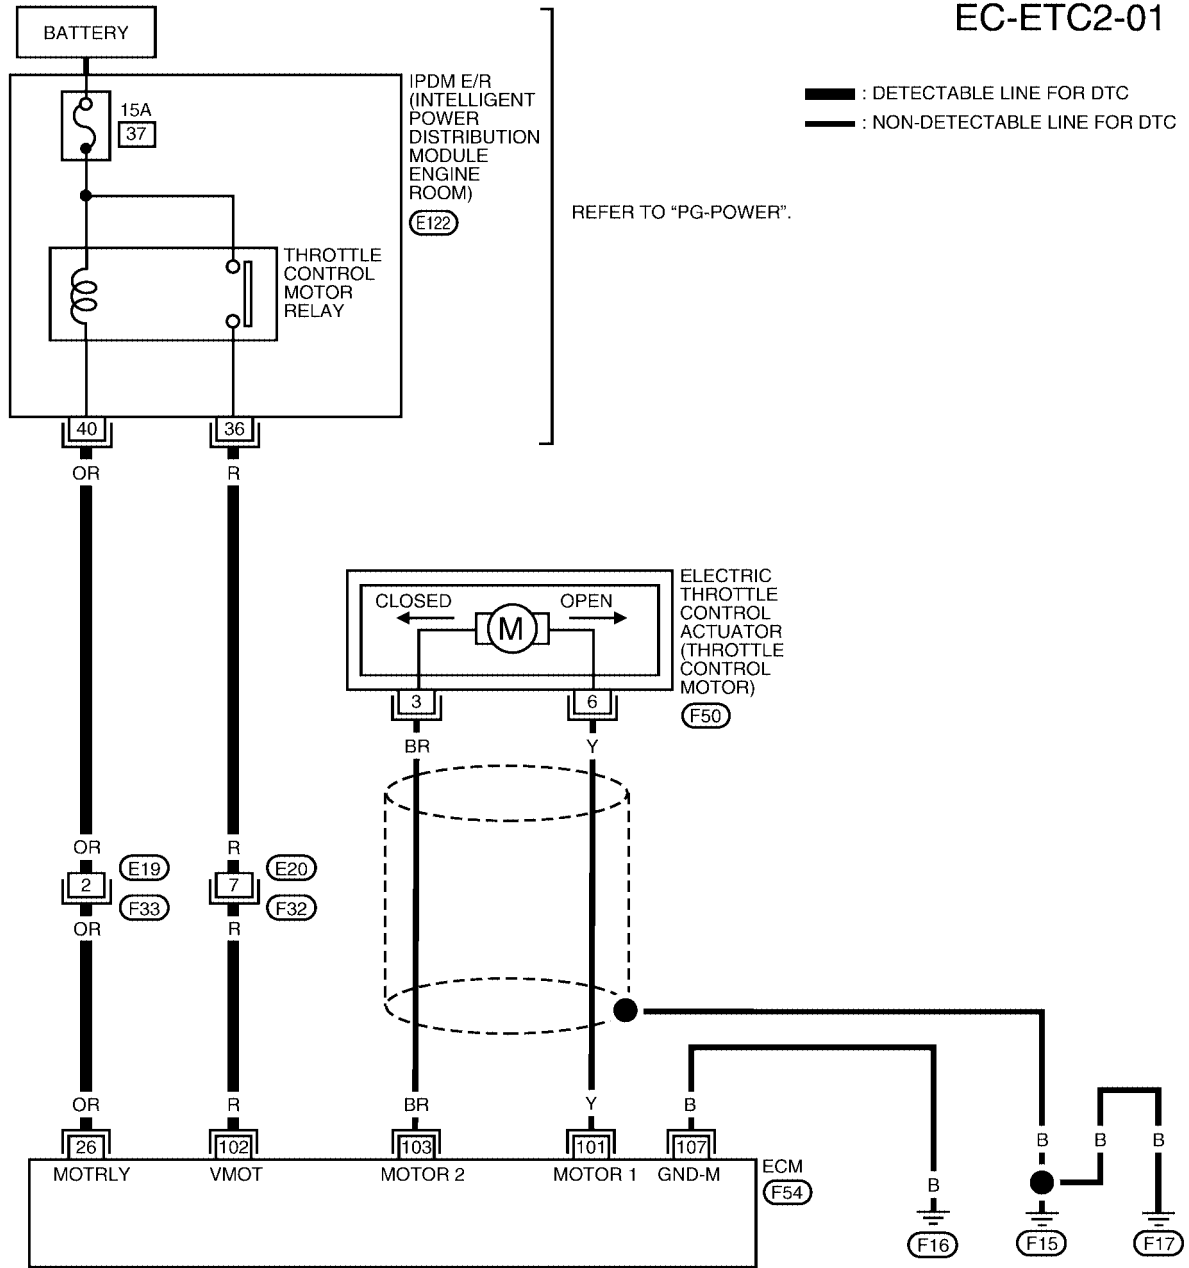 EC-ETC2-01
BATTERY
: DETECTABLE LINE FOR DTC
: NON-DETECTABLE LINE FOR DTC
15A
37
IPDM E/R
(INTELLIGENT
POWER
DISTRIBUTION
MODULE
ENGINE
ROOM)
E122
REFER TO “PG-POWER”.
THROTTLE
CONTROL
MOTOR
RELAY
40
36
OR
R
CLOSED
OPEN
M
ELECTRIC
THROTTLE
CONTROL
ACTUATOR
(THROTTLE
CONTROL
MOTOR)
F50
3
6
BR
Y
OR
R
E19
E20
2
7
F33
F32
OR
R
OR
R
BR
Y
B
B
B
B
26
102
103
101
107
MOTRLY
VMOT
MOTOR 2
MOTOR 1
GND-M
ECM
F54
B
F16
F15
F17